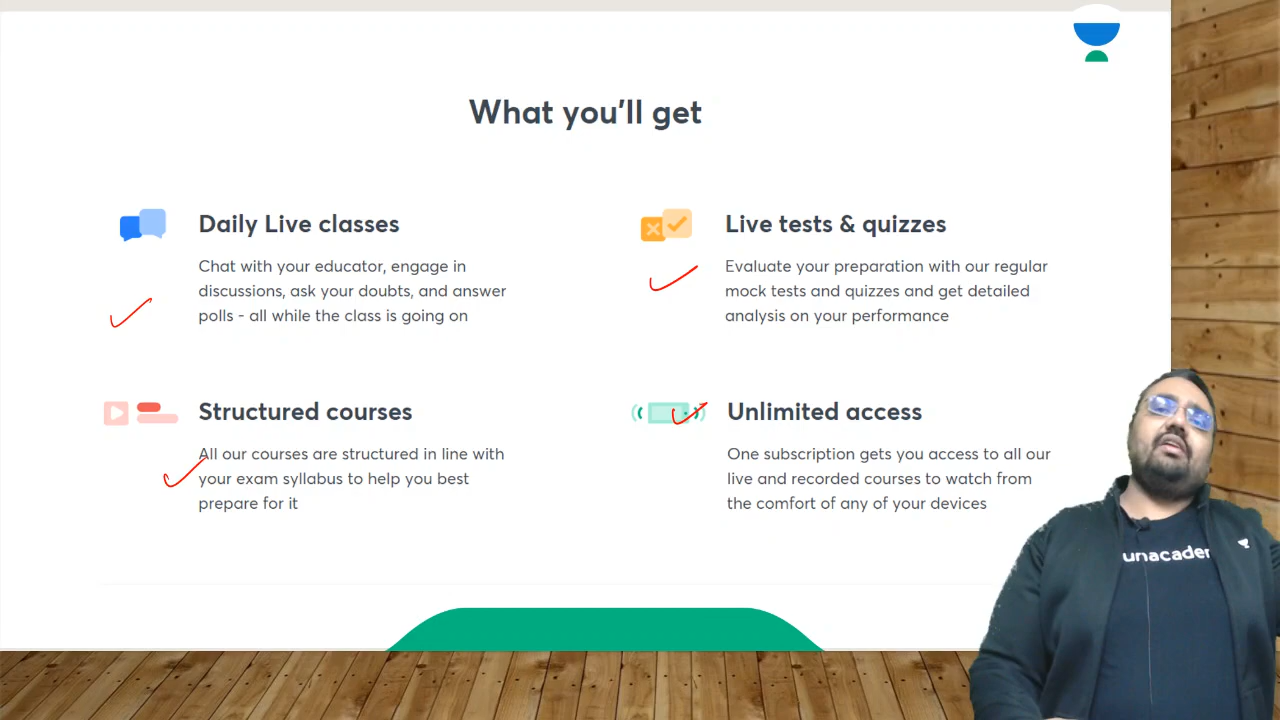 What you'll get
Daily Live classes
Chat with your educator, engage in
discussions, ask your doubts, and answer
polls - all while the class is going on
Live tests & quizzes
Evaluate your preparation with our regular
mock tests and quizzes and get detailed
analysis on your performance
Structured courses
All our courses are structured in line with
your exam syllabus to help you best
prepare for it
Unlimited access
One subscription gets you access to all our
live and recorded courses to watch from
the comfort of any of your devices
unacader